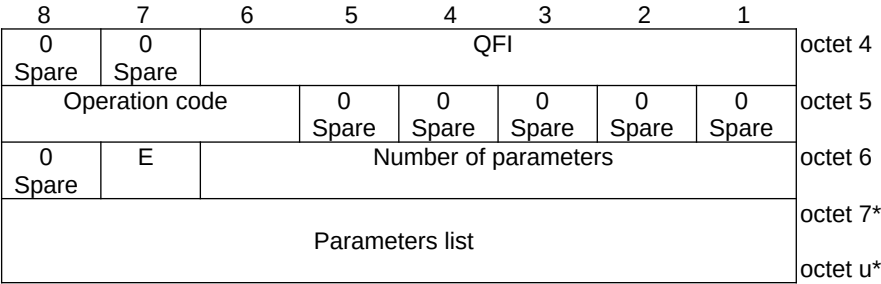 8 7 6 5 4 3 2 1
0 0 QFI octet 4
Spare Spare
Operation code 0 0 0 0 0 octet 5
Spare Spare Spare Spare Spare
0 E Number of parameters octet 6
Spare
octet 7*
Parameters list
octet u*